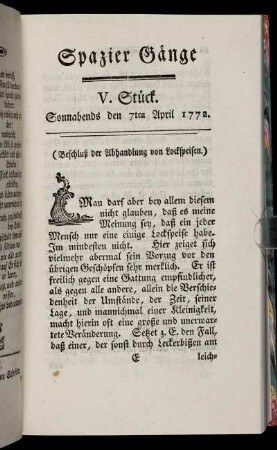 Spazier Gänge
V. Stück.
Sonnabends den 7ten April 1772.
(Beschluß der Abhandlung von Lockspeisen.)
Man darf aber bey allem diesem
nicht glauben, daß es meine
Meinung sey, daß ein jeder
Mensch nur eine einige Lockspeise habe.
Im mindesten nicht. Hier zeiget sich
vielmehr abermal sein Vorzug vor den
übrigen Geschöpfen sehr merklich. Er ist
freilich gegen eine Gattung empfindlicher,
als gegen alle andere, allein die Verschie-
denheit der Umstände, der Zeit, seiner
Lage, und mannichmal einer Kleinigkeit,
macht hierin oft eine große und unerwar-
tete Veränderung. Setzet z. E. den Fall,
daß einer, der sonst durch Leckerbißen am
E leich-